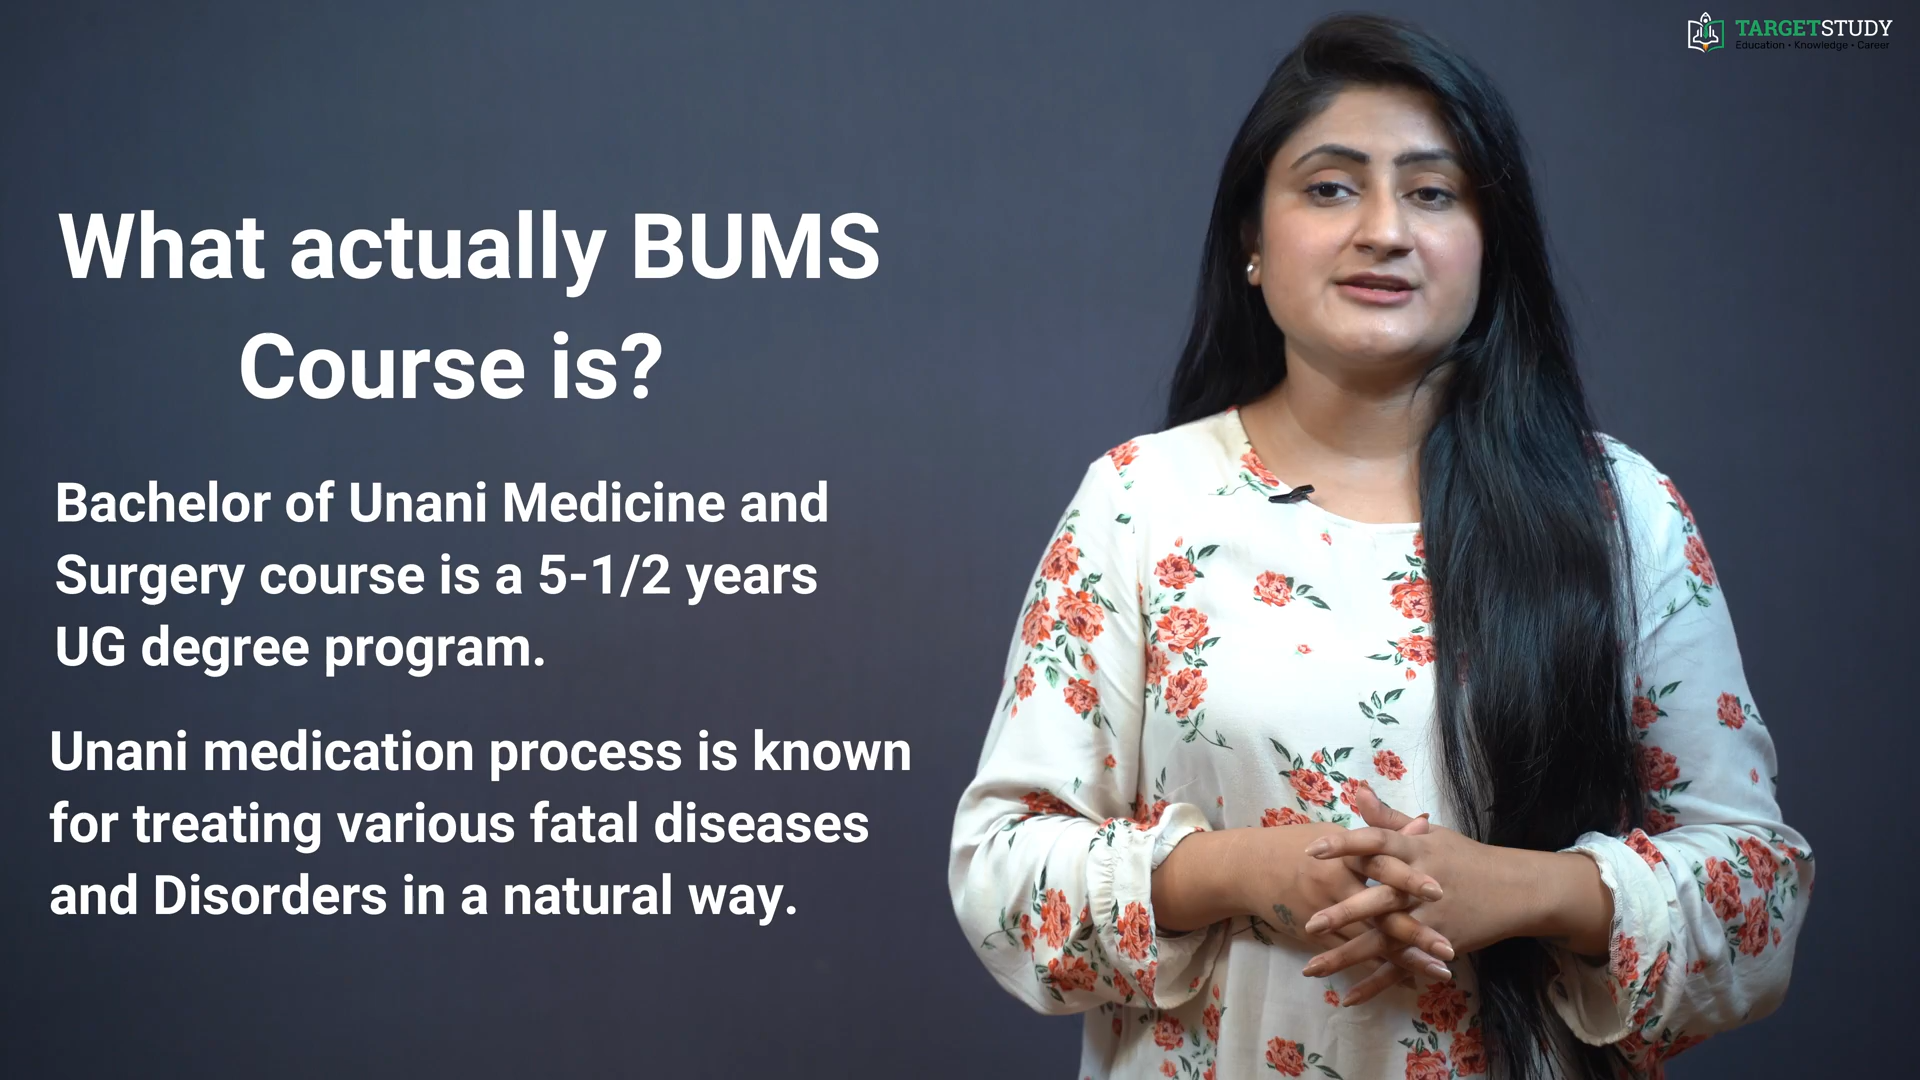 TARGETSTUDY
Education • Knowledge • Career
What actually BUMS
Course is?
Bachelor of Unani Medicine and
Surgery course is a 5-1/2 years
UG degree program.
Unani medication process is known
for treating various fatal diseases
and Disorders in a natural way.